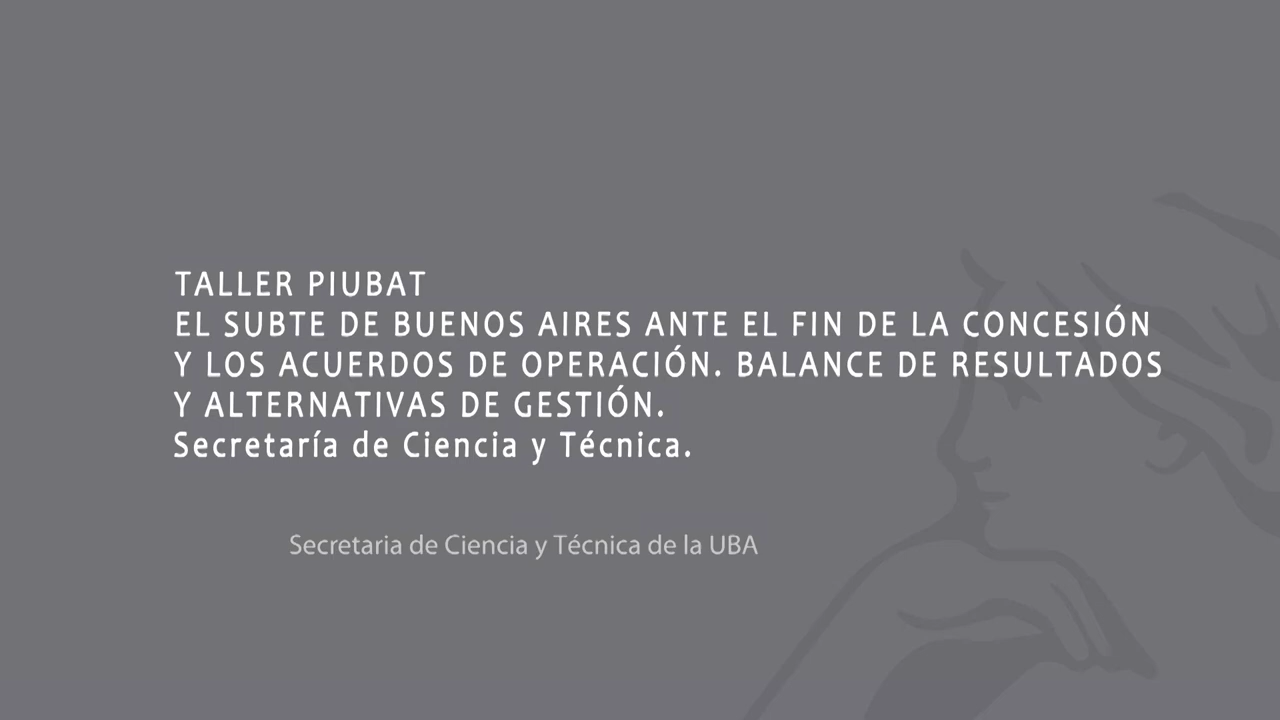 TALLER PIUBAT
EL SUBTE DE BUENOS AIRES ANTE EL FIN DE LA CONCESIÓN
Y LOS ACUERDOS DE OPERACIÓN. BALANCE DE RESULTADOS
Y ALTERNATIVAS DE GESTIÓN.
Secretaría de Ciencia y Técnica.
Secretaria de Ciencia y Técnica de la UBA